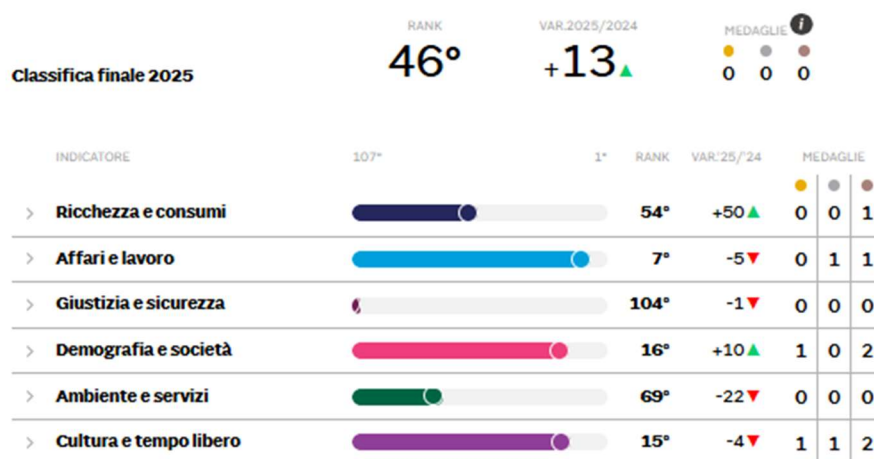 RANK VAR.2025/2024 MEDAGLIE i
Classifica finale 2025 46° +13▲ 0 0 0
INDICATORE 107° 1° RANK VAR.'25/'24 MEDAGLIE
> Ricchezza e consumi 54° +50▲ 0 0 1
> Affari e lavoro 7° -5▼ 0 1 1
> Giustizia e sicurezza 104° -1▼ 0 0 0
> Demografia e società 16° +10▲ 1 0 2
> Ambiente e servizi 69° -22▼ 0 0 0
> Cultura e tempo libero 15° -4▼ 1 1 2